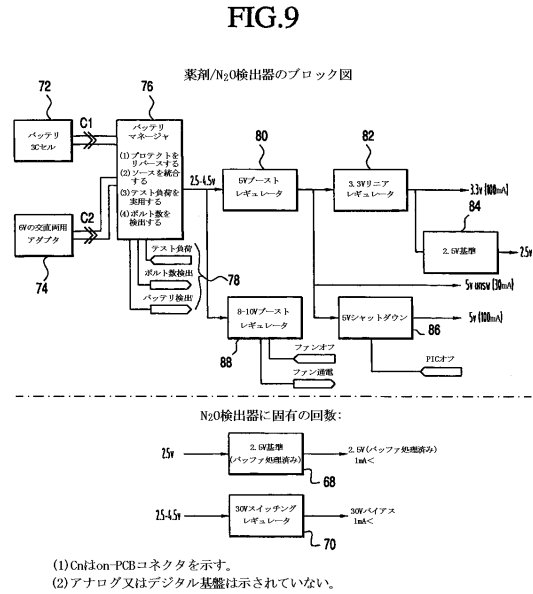 FIG.9
薬剤/N₂O検出器のブロック図
72
76
C1
バッテリ
3Cセル
バッテリ
マネージャ
(1)プロテクトを
リバースする
(2)ソースを統合
する
(3)テスト負荷を
実用する
(4)ボルト数を
検出する
C2
6Vの交直両用
アダプタ
74
2.5-4.5v
80
5Vブースト
レギュレータ
82
3.3Vリニア
レギュレータ
3.3v(100mA)
84
2.5V基準
2.5v
5v unsw(30mA)
テスト負荷
ボルト数検出
バッテリ検出
78
8-10Vブースト
レギュレータ
88
5Vシャットダウン
86
5v(100mA)
ファンオフ
ファン通電
PICオフ
N₂O検出器に固有の回数:
2.5v
2.5V基準
(バッファ処理済み)
68
2.5V(バッファ処理済み)
1mA<
2.5-4.5v
30Vスイッチング
レギュレータ
70
30Vバイアス
1mA<
(1)Cnはon-PCBコネクタを示す。
(2)アナログ又はデジタル基盤は示されていない。